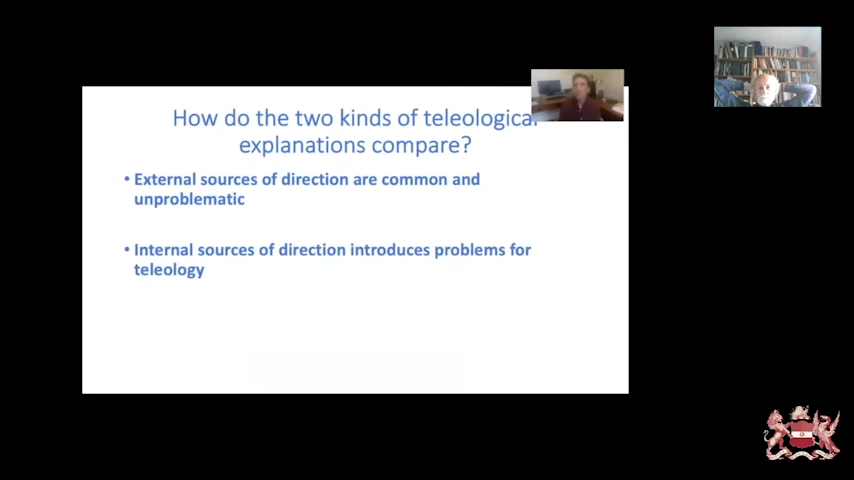 How do the two kinds of teleological
explanations compare?
• External sources of direction are common and
unproblematic
• Internal sources of direction introduces problems for
teleology